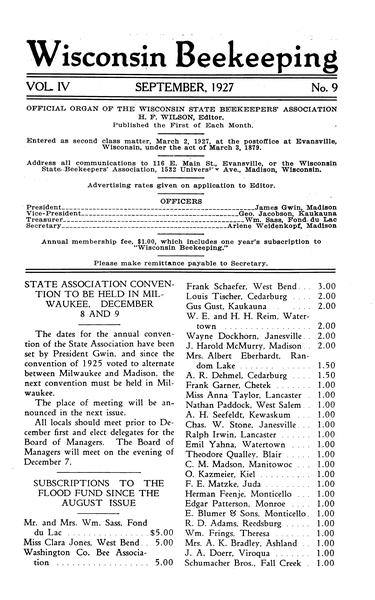 Wisconsin Beekeeping
VOL. IV SEPTEMBER, 1927 No. 9
OFFICIAL ORGAN OF THE WISCONSIN STATE BEEKEEPERS' ASSOCIATION
H. F. WILSON, Editor.
Published the First of Each Month.
Entered as second class matter, March 2, 1927, at the postoffice at Evansville,
Wisconsin, under the act of March 2, 1879.
Address all communications to 116 E. Main St., Evansville, or the Wisconsin
State Beekeepers' Association, 1532 Ave., Madison, Wisconsin.
Advertising rates given on application to Editor.
OFFICERS
President James Gwin, Madison
Vice-President Geo. Jacobson, Kaukauna
Treasurer Wm. Sass, Fond du Lac
Secretary Arlene Weidenkopf, Madison
Annual membership fee, $1.00, which includes one year's subscription to
"Wisconsin Beekeeping."
Please make remittance payable to Secretary.
STATE ASSOCIATION CONVEN-
TION TO BE HELD IN MIL-
WAUKEE, DECEMBER
8 AND 9
The dates for the annual conven-
tion of the State Association have been
set by President Gwin, and since the
convention of 1925 voted to alternate
between Milwaukee and Madison, the
next convention must be held in Mil-
waukee.
The place of meeting will be an-
nounced in the next issue.
All locals should meet prior to De-
cember first and elect delegates for the
Board of Managers. The Board of
Managers will meet on the evening of
December 7.
SUBSCRIPTIONS TO THE
FLOOD FUND SINCE THE
AUGUST ISSUE
Mr. and Mrs. Wm. Sass, Fond
du Lac $5.00
Miss Clara Jones, West Bend 5.00
Washington Co. Bee Associa-
tion 5.00
Frank Schaefer, West Bend 3.00
Louis Tischer, Cedarburg 2.00
Gus Gust, Kaukauna 2.00
W. E. and H. H. Reim, Water-
town 2.00
Wayne Dockhorn, Janesville 2.00
J. Harold McMurry, Madison 2.00
Mrs. Albert Eberhardt, Ran-
dom Lake 1.50
A. R. Dehmel, Cedarburg 1.50
Frank Garner, Chetek 1.00
Miss Anna Taylor, Lancaster 1.00
Nathan Paddock, West Salem 1.00
A. H. Seefeldt, Kewaskum 1.00
Chas. W. Stone, Janesville 1.00
Ralph Irwin, Lancaster 1.00
Emil Yahna, Watertown 1.00
Theodore Qualley, Blair 1.00
C. M. Madson, Manitowoc 1.00
O. Kazmeier, Kiel 1.00
F. E. Matzke, Juda 1.00
Herman Feenje, Monticello 1.00
Edgar Patterson, Monroe 1.00
E. Blumer & Sons, Monticello 1.00
R. D. Adams, Reedsburg 1.00
Wm. Frings, Theresa 1.00
Mrs. A. K. Bradley, Ashland 1.00
J. A. Doerr, Viroqua 1.00
Schumacher Bros., Fall Creek 1.00